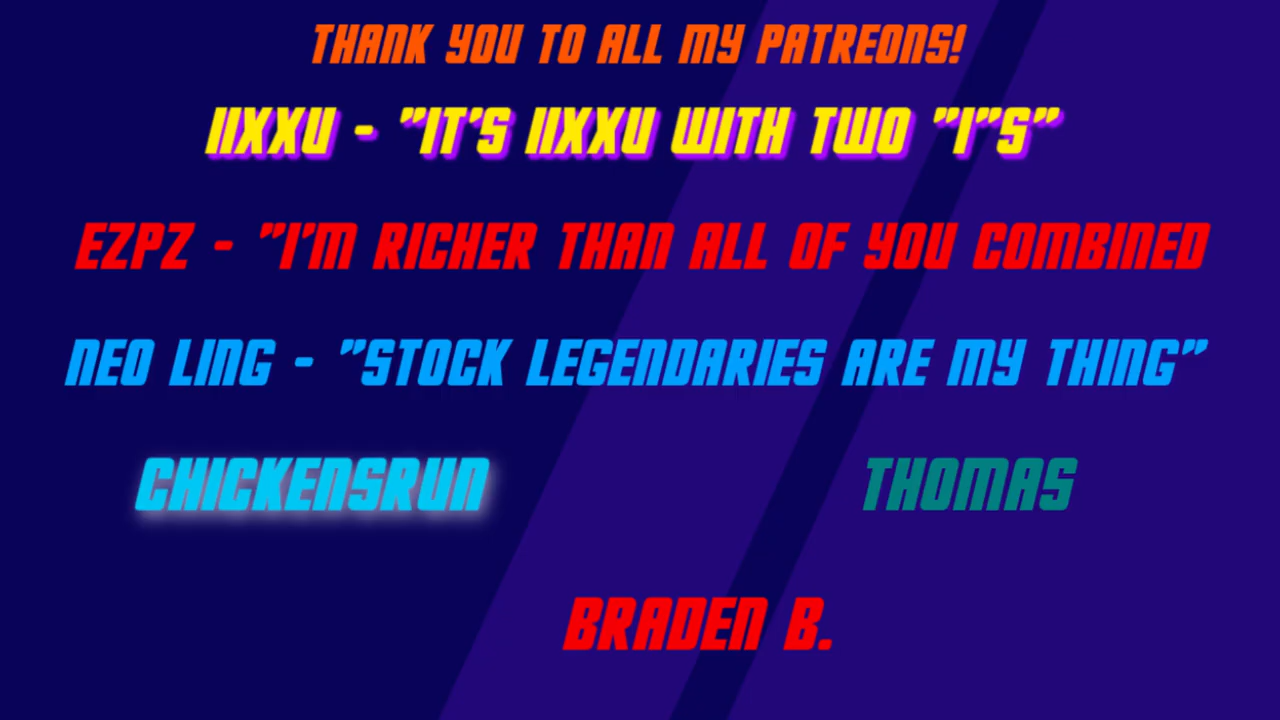 THANK YOU TO ALL MY PATREONS!
IIXXU - "IT'S IIXXU WITH TWO "I"S"
EZPZ - "I'M RICHER THAN ALL OF YOU COMBINED
NEO LING - "STOCK LEGENDARIES ARE MY THING"
CHICKENSRUN THOMAS
BRADEN B.